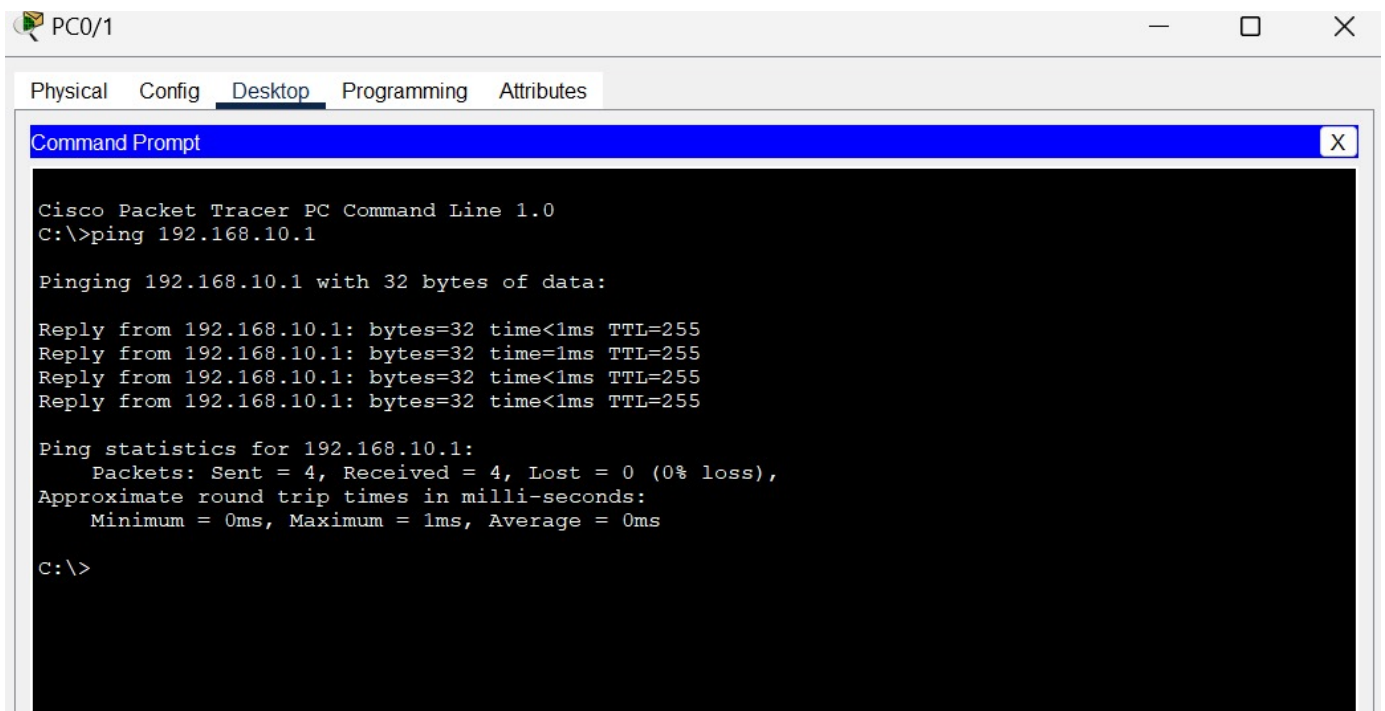 PC0/1
Physical Config Desktop Programming Attributes
Command Prompt X
Cisco Packet Tracer PC Command Line 1.0
C:\>ping 192.168.10.1
Pinging 192.168.10.1 with 32 bytes of data:
Reply from 192.168.10.1: bytes=32 time<1ms TTL=255
Reply from 192.168.10.1: bytes=32 time=1ms TTL=255
Reply from 192.168.10.1: bytes=32 time<1ms TTL=255
Reply from 192.168.10.1: bytes=32 time<1ms TTL=255
Ping statistics for 192.168.10.1:
Packets: Sent = 4, Received = 4, Lost = 0 (0% loss),
Approximate round trip times in milli-seconds:
Minimum = 0ms, Maximum = 1ms, Average = 0ms
C:\>